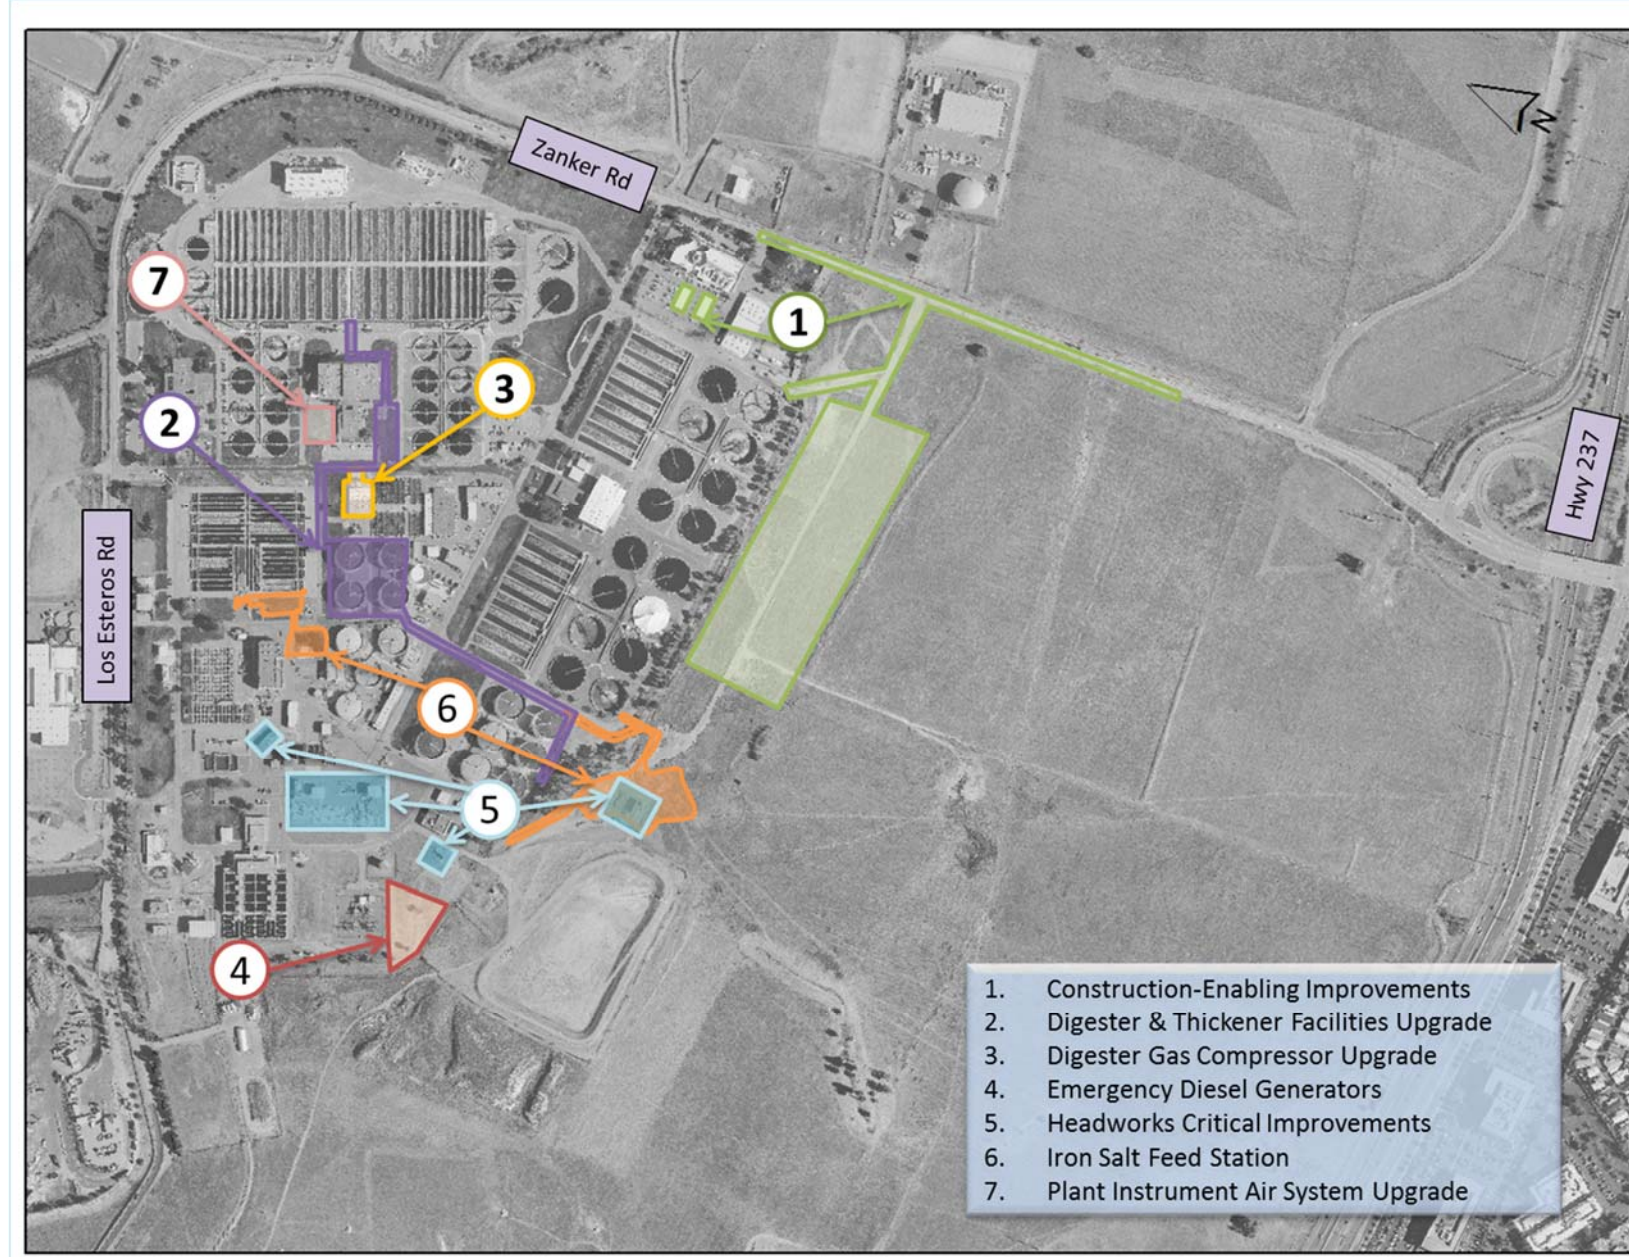 N
Zanker Rd
7
1
3
2
Hwy 237
Los Esteros Rd
6
5
4
1. Construction-Enabling Improvements
2. Digester & Thickener Facilities Upgrade
3. Digester Gas Compressor Upgrade
4. Emergency Diesel Generators
5. Headworks Critical Improvements
6. Iron Salt Feed Station
7. Plant Instrument Air System Upgrade